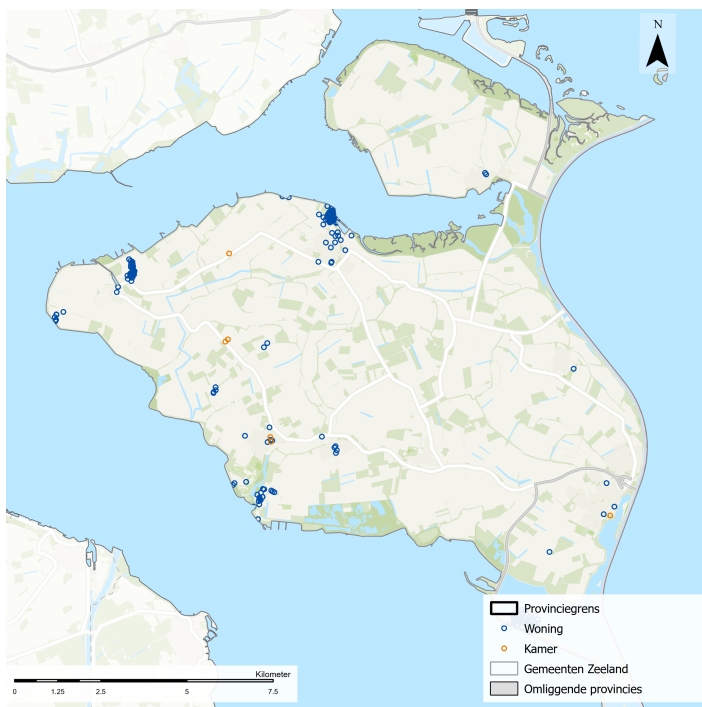 N
Provinciegrens
Woning
Kamer
Gemeenten Zeeland
Omliggende provincies
Kilometer
0 1.25 2.5 5 7.5